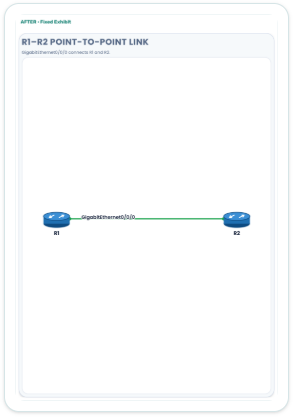 AFTER · Fixed Exhibit
R1–R2 POINT-TO-POINT LINK
GigabitEthernet0/0/0 connects R1 and R2.
GigabitEthernet0/0/0
R1
R2